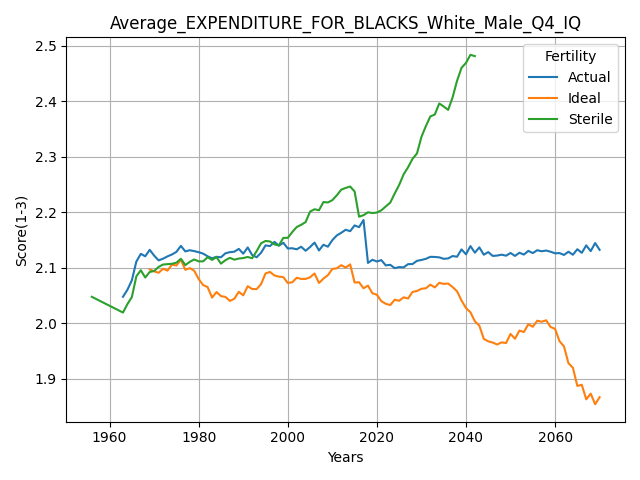 Average_EXPENDITURE_FOR_BLACKS_White_Male_Q4_IQ
Fertility
Actual
Ideal
Sterile
Score(1-3)
2.5
2.4
2.3
2.2
2.1
2.0
1.9
1960 1980 2000 2020 2040 2060
Years